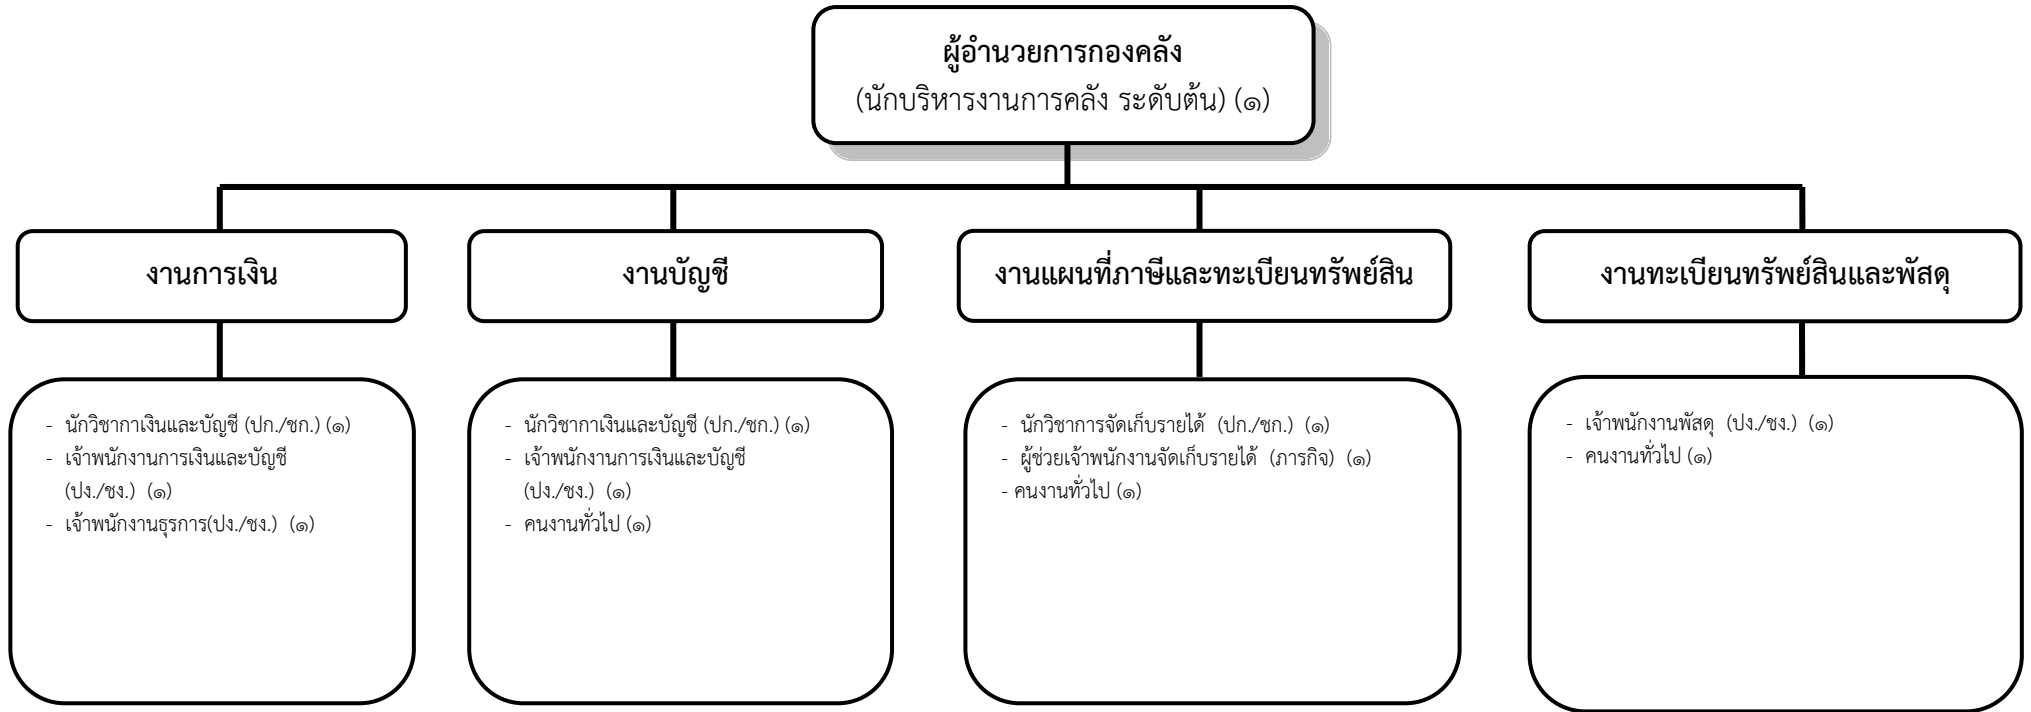 ผู้อำนวยการกองคลัง
(นักบริหารงานการคลัง ระดับต้น) (๑)
งานการเงิน
งานบัญชี
งานแผนที่ภาษีและทะเบียนทรัพย์สิน
งานทะเบียนทรัพย์สินและพัสดุ
- นักวิชากาเงินและบัญชี (ปก./ชก.) (๑)
- เจ้าพนักงานการเงินและบัญชี
(ปง./ชง.) (๑)
- เจ้าพนักงานธุรการ(ปง./ชง.) (๑)
- นักวิชากาเงินและบัญชี (ปก./ชก.) (๑)
- เจ้าพนักงานการเงินและบัญชี
(ปง./ชง.) (๑)
- คนงานทั่วไป (๑)
- นักวิชาการจัดเก็บรายได้ (ปก./ชก.) (๑)
- ผู้ช่วยเจ้าพนักงานจัดเก็บรายได้ (ภารกิจ) (๑)
- คนงานทั่วไป (๑)
- เจ้าพนักงานพัสดุ (ปง./ชง.) (๑)
- คนงานทั่วไป (๑)